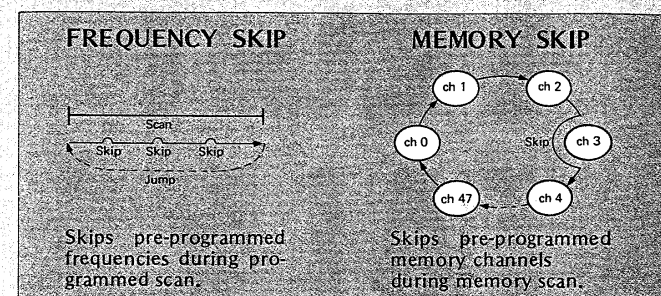 FREQUENCY SKIP
Scan
Skip Skip Skip
Jump
Skips pre-programmed
frequencies during pro-
grammed scan.
MEMORY SKIP
ch 1
ch 2
ch 0
Skip
ch 3
ch 47
ch 4
Skips pre-programmed
memory channels
during memory scan.